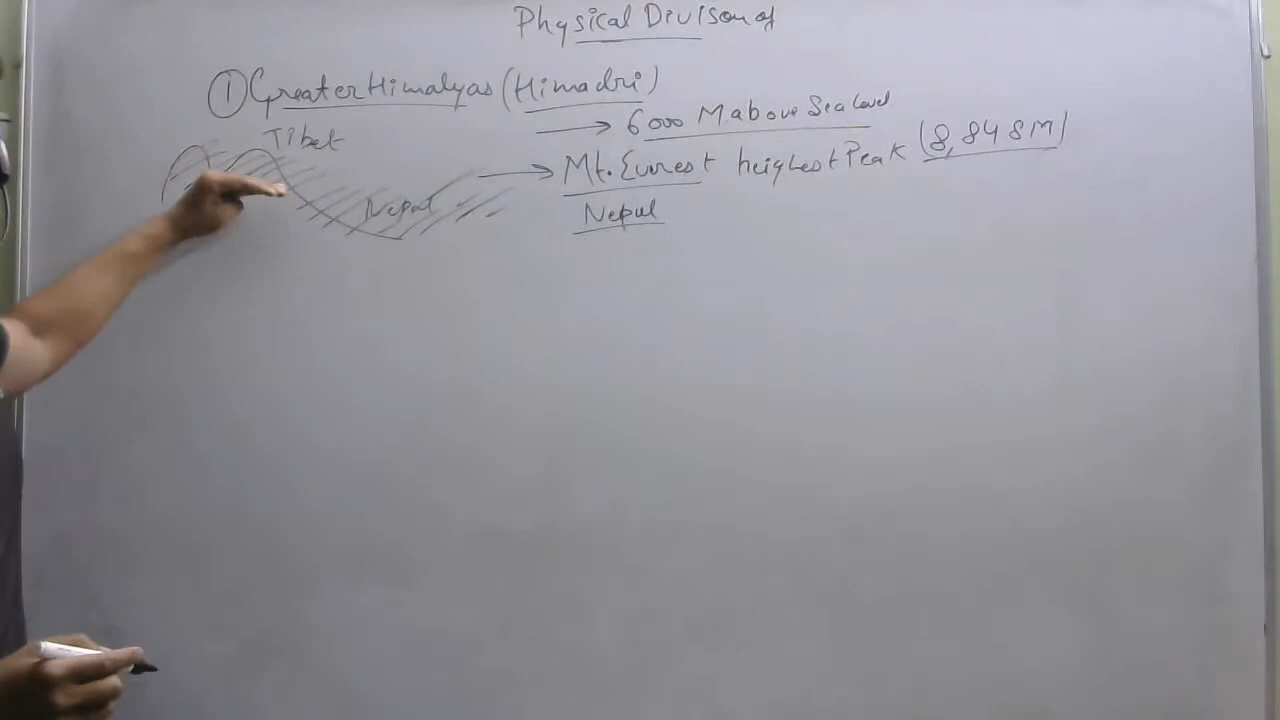 Physical Divison of
① Greater Himalyas (Himadri)
→ 6000 M above Sea Level
Tibet
→ Mt. Everest heighest Peak (8,848M)
Nepal
Nepal